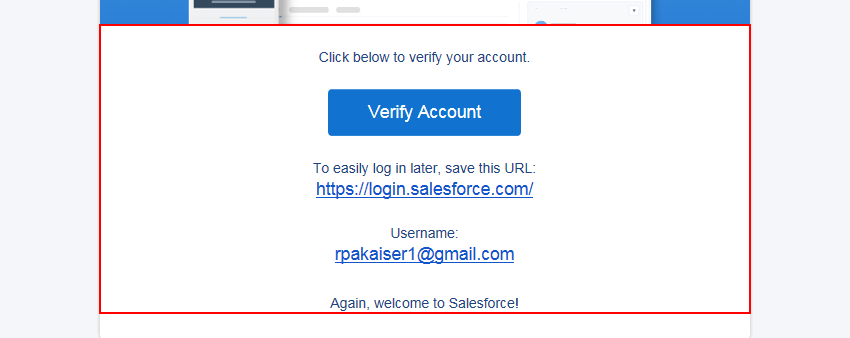 Click below to verify your account.
Verify Account
To easily log in later, save this URL:
https://login.salesforce.com/
Username:
rpakaiser1@gmail.com
Again, welcome to Salesforce!